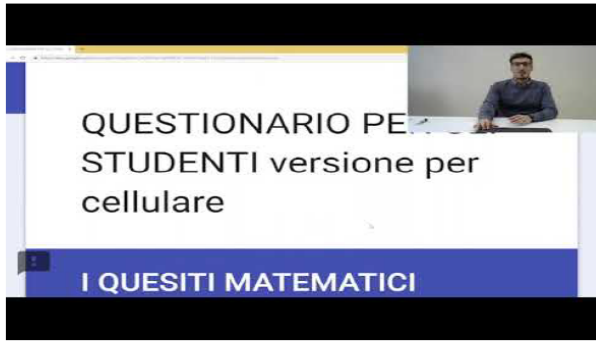 QUESTIONARIO
STUDENTI versione per
cellulare
I QUESITI MATEMATICI